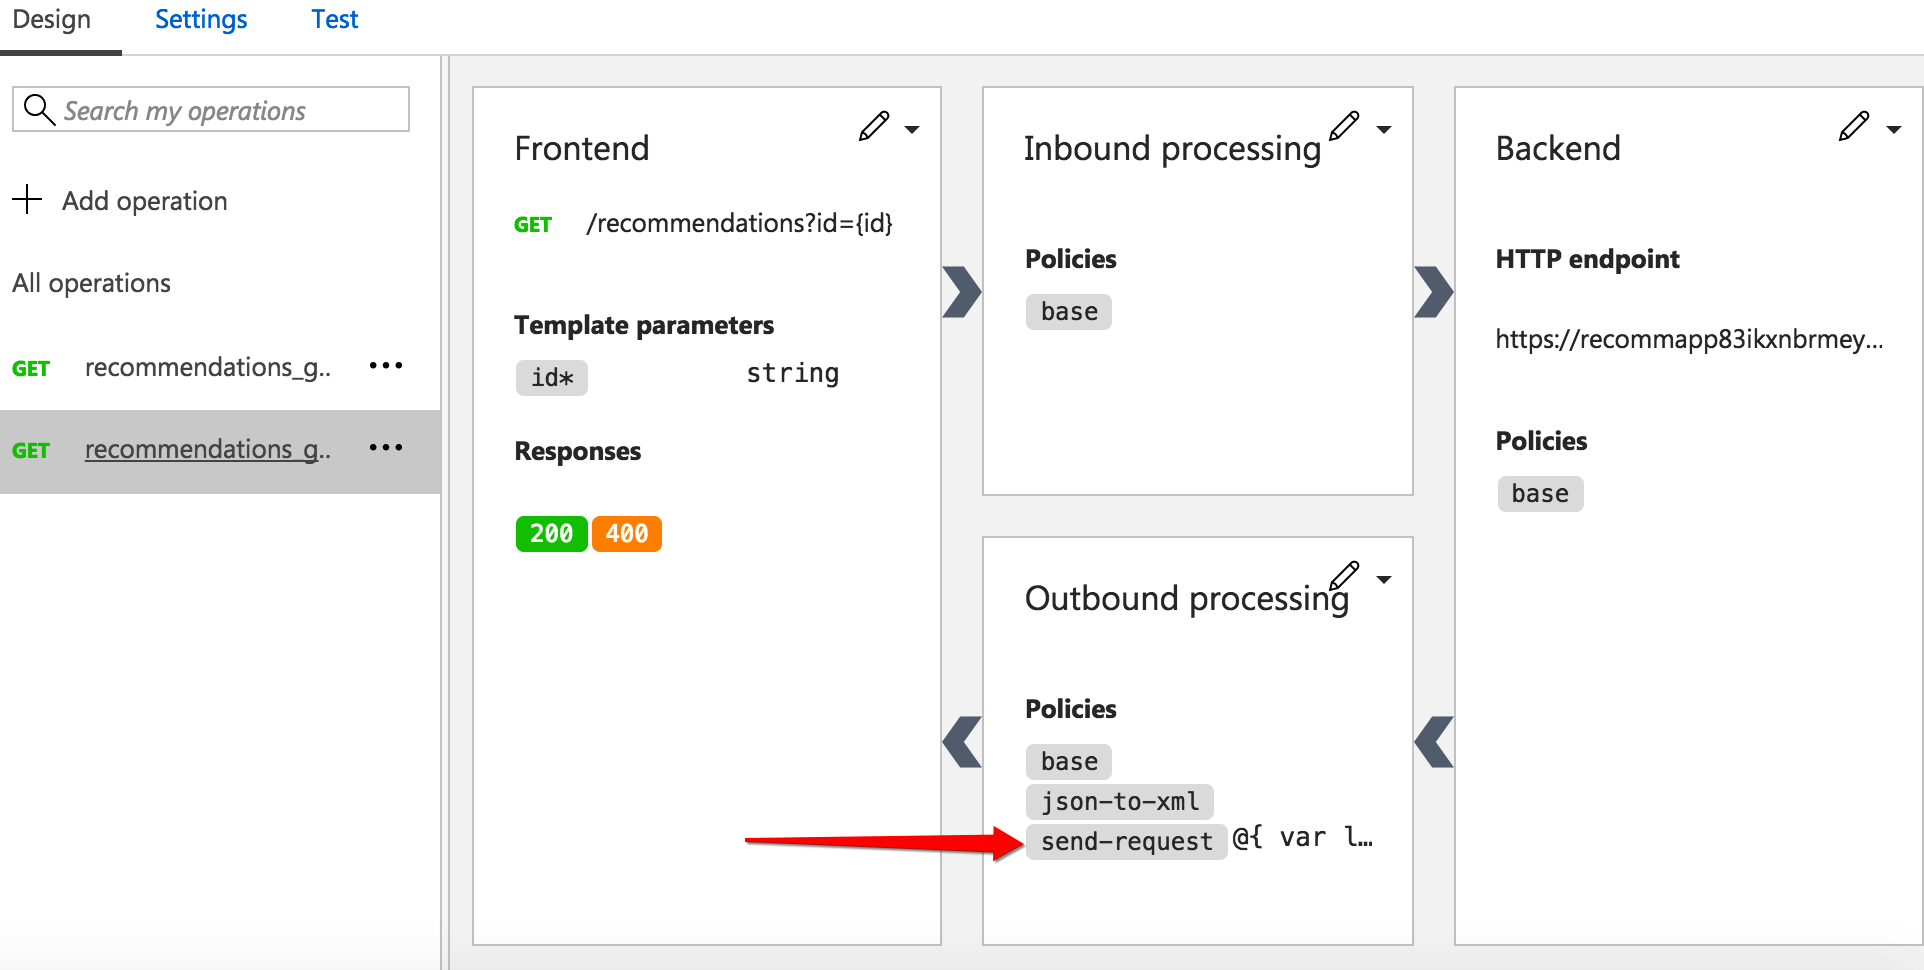 Design Settings Test
Search my operations
Add operation
All operations
GET recommendations_g.. •••
GET recommendations_g.. •••
Frontend
GET /recommendations?id={id}
Template parameters
id* string
Responses
200 400
Inbound processing
Policies
base
Outbound processing
Policies
base
json-to-xml
send-request @{ var l…
Backend
HTTP endpoint
https://recommapp83ikxnbrmey...
Policies
base